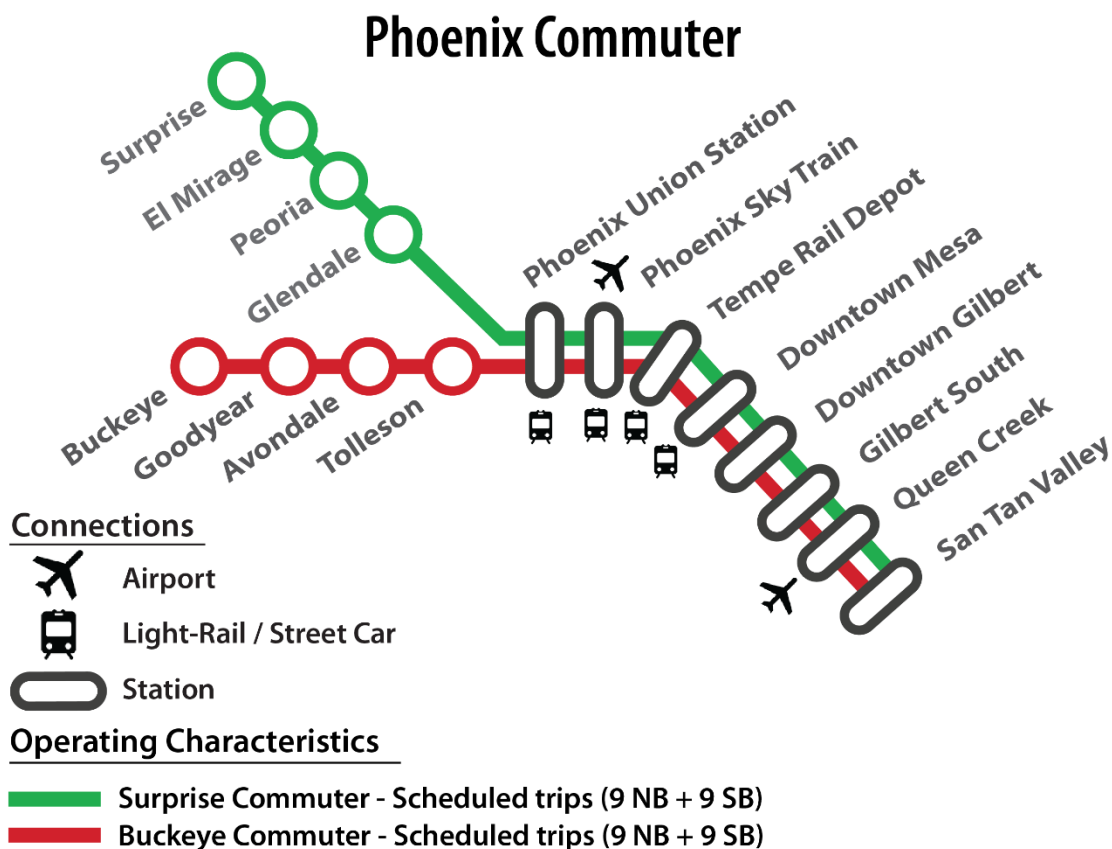 Phoenix Commuter
Surprise
El Mirage
Peoria
Glendale
Phoenix Union Station
Phoenix Sky Train
Tempe Rail Depot
Downtown Mesa
Downtown Gilbert
Gilbert South
Queen Creek
San Tan Valley
Buckeye
Goodyear
Avondale
Tolleson
Connections
Airport
Light-Rail / Street Car
Station
Operating Characteristics
Surprise Commuter - Scheduled trips (9 NB + 9 SB)
Buckeye Commuter - Scheduled trips (9 NB + 9 SB)